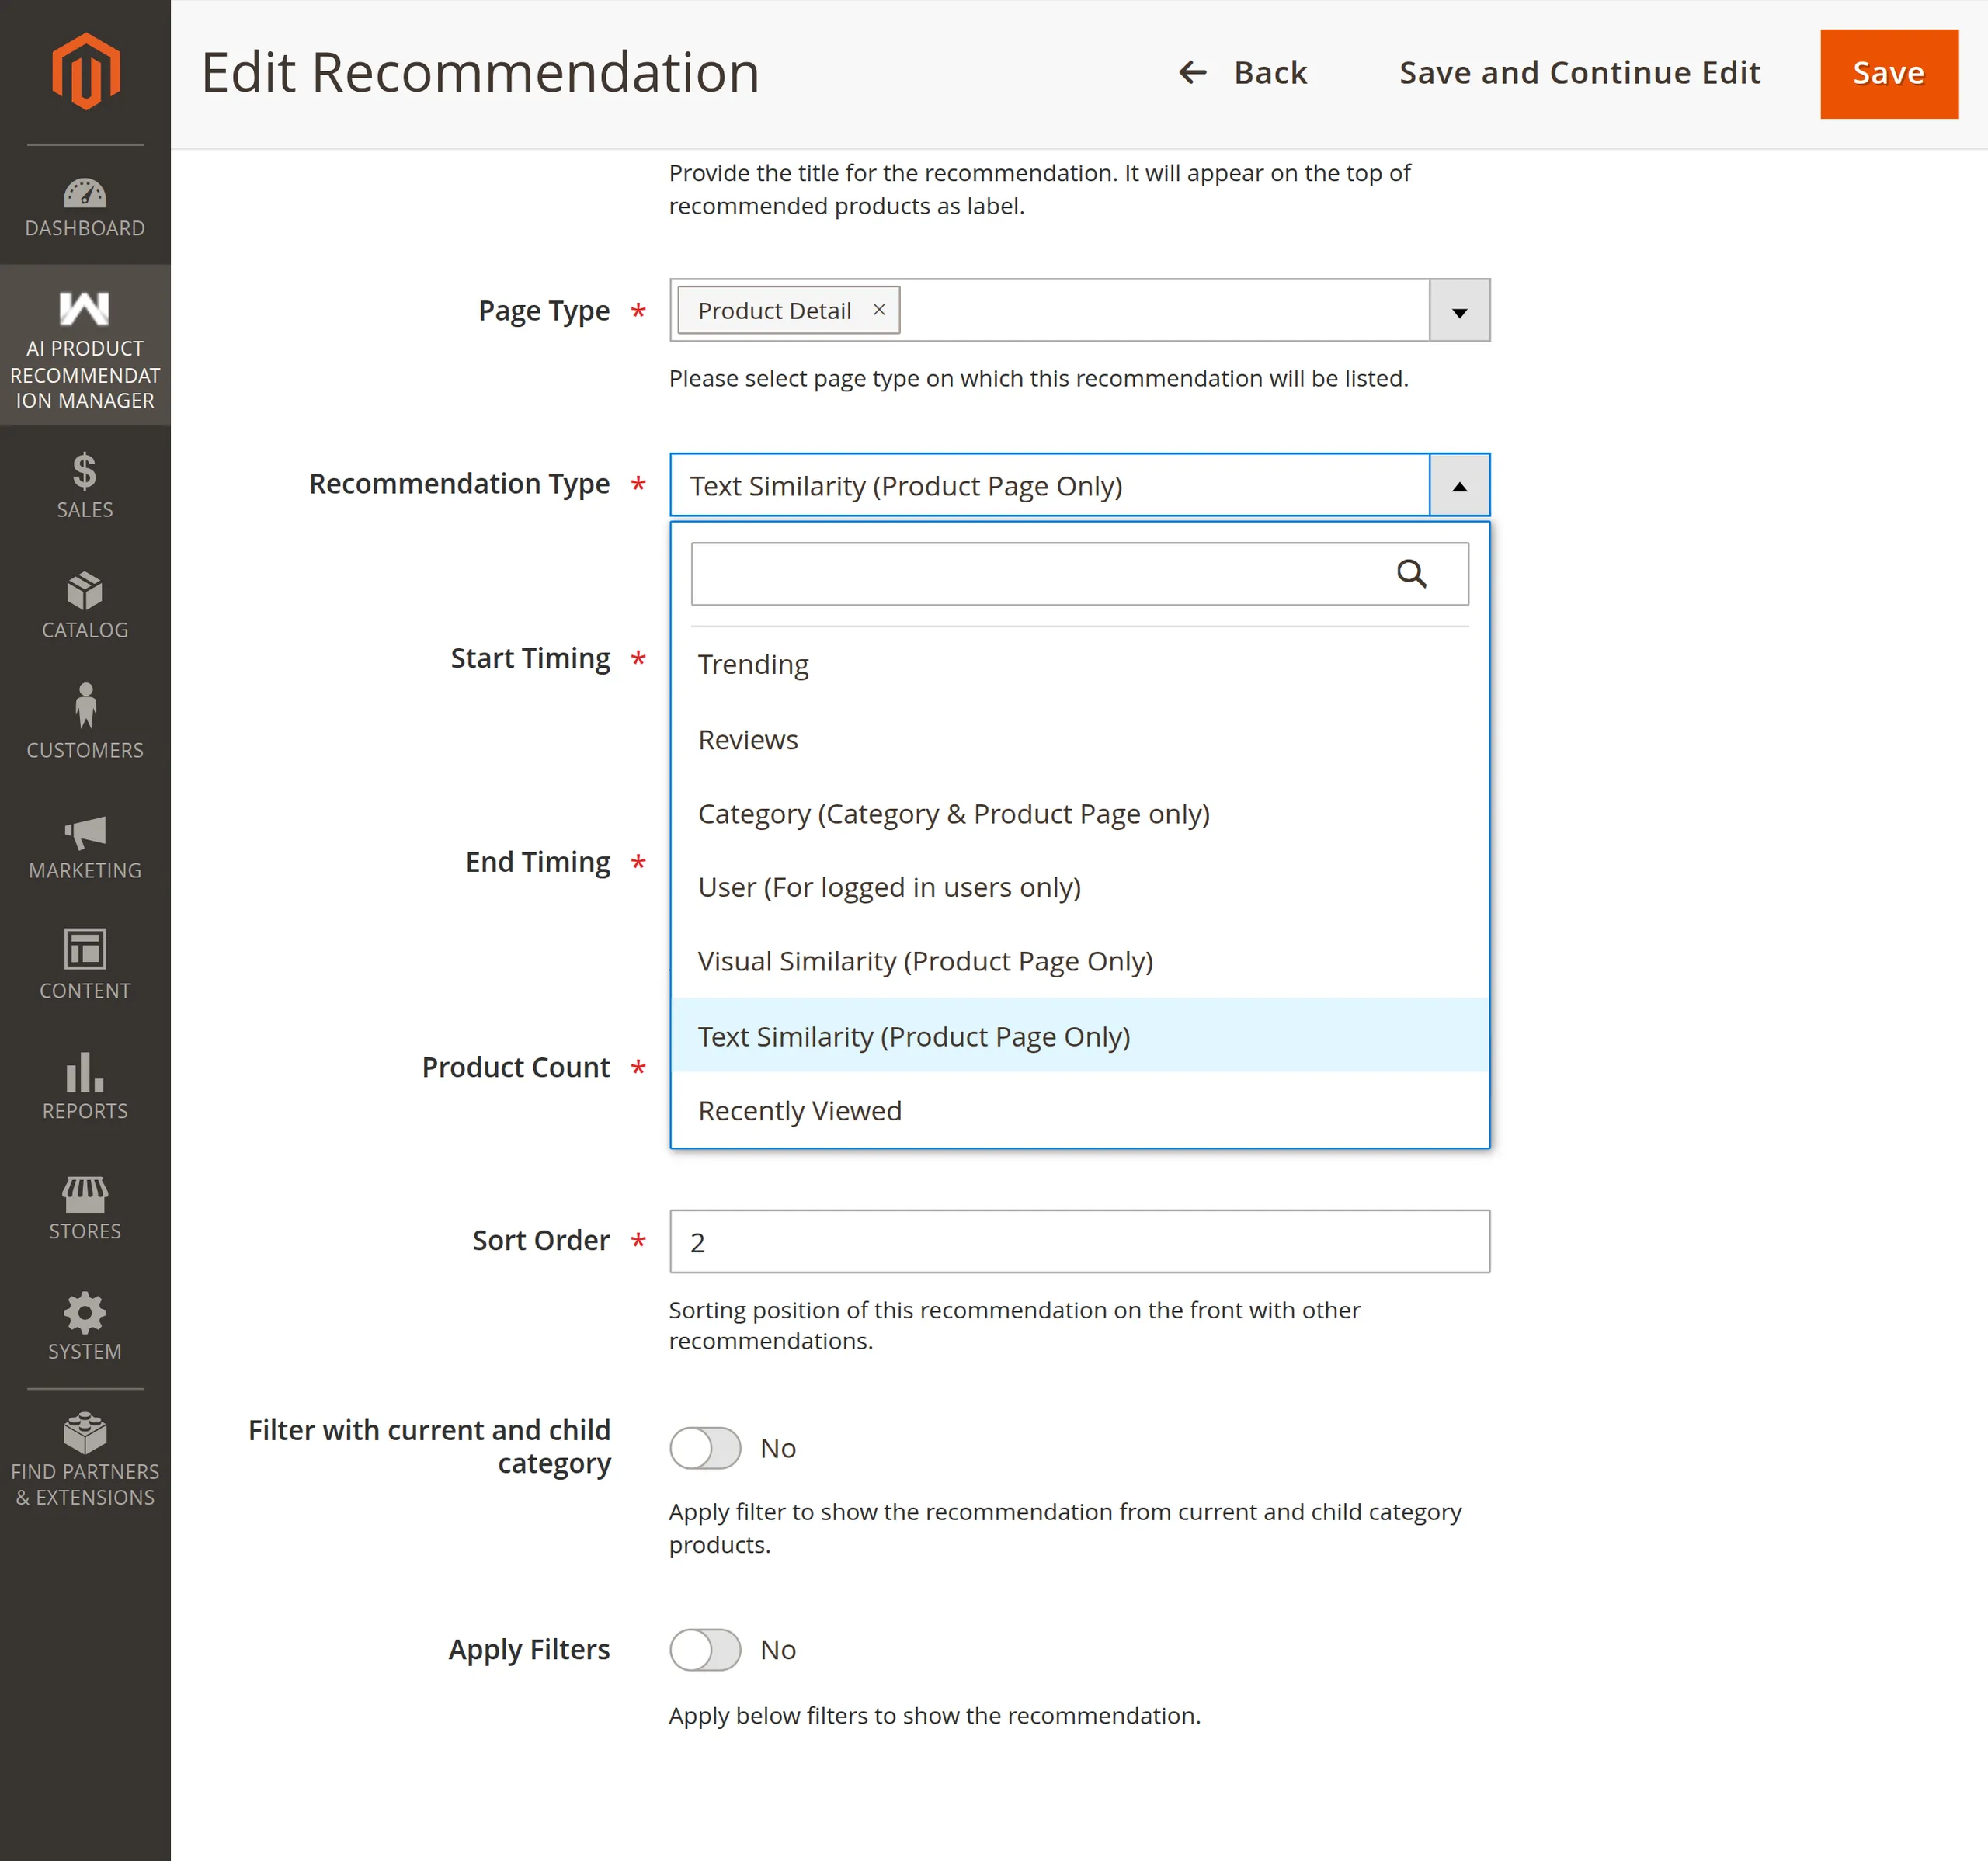 Edit Recommendation
Back
Save and Continue Edit
Save
DASHBOARD
AI PRODUCT
RECOMMENDAT
ION MANAGER
SALES
CATALOG
CUSTOMERS
MARKETING
CONTENT
REPORTS
STORES
SYSTEM
FIND PARTNERS
& EXTENSIONS
Provide the title for the recommendation. It will appear on the top of
recommended products as label.
Page Type *
Product Detail ×
Please select page type on which this recommendation will be listed.
Recommendation Type *
Text Similarity (Product Page Only)
Trending
Reviews
Category (Category & Product Page only)
User (For logged in users only)
Visual Similarity (Product Page Only)
Text Similarity (Product Page Only)
Recently Viewed
Start Timing *
End Timing *
Product Count *
Sort Order *
2
Sorting position of this recommendation on the front with other
recommendations.
Filter with current and child
category
No
Apply filter to show the recommendation from current and child category
products.
Apply Filters
No
Apply below filters to show the recommendation.